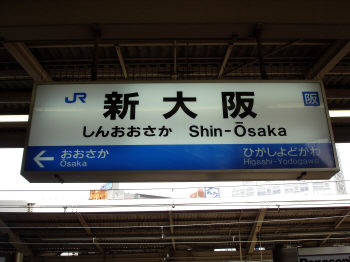 JR 新大阪 阪
しんおおさか Shin-Ōsaka
おおさか ひがしよどがわ
Ōsaka Higashi-Yodogawa